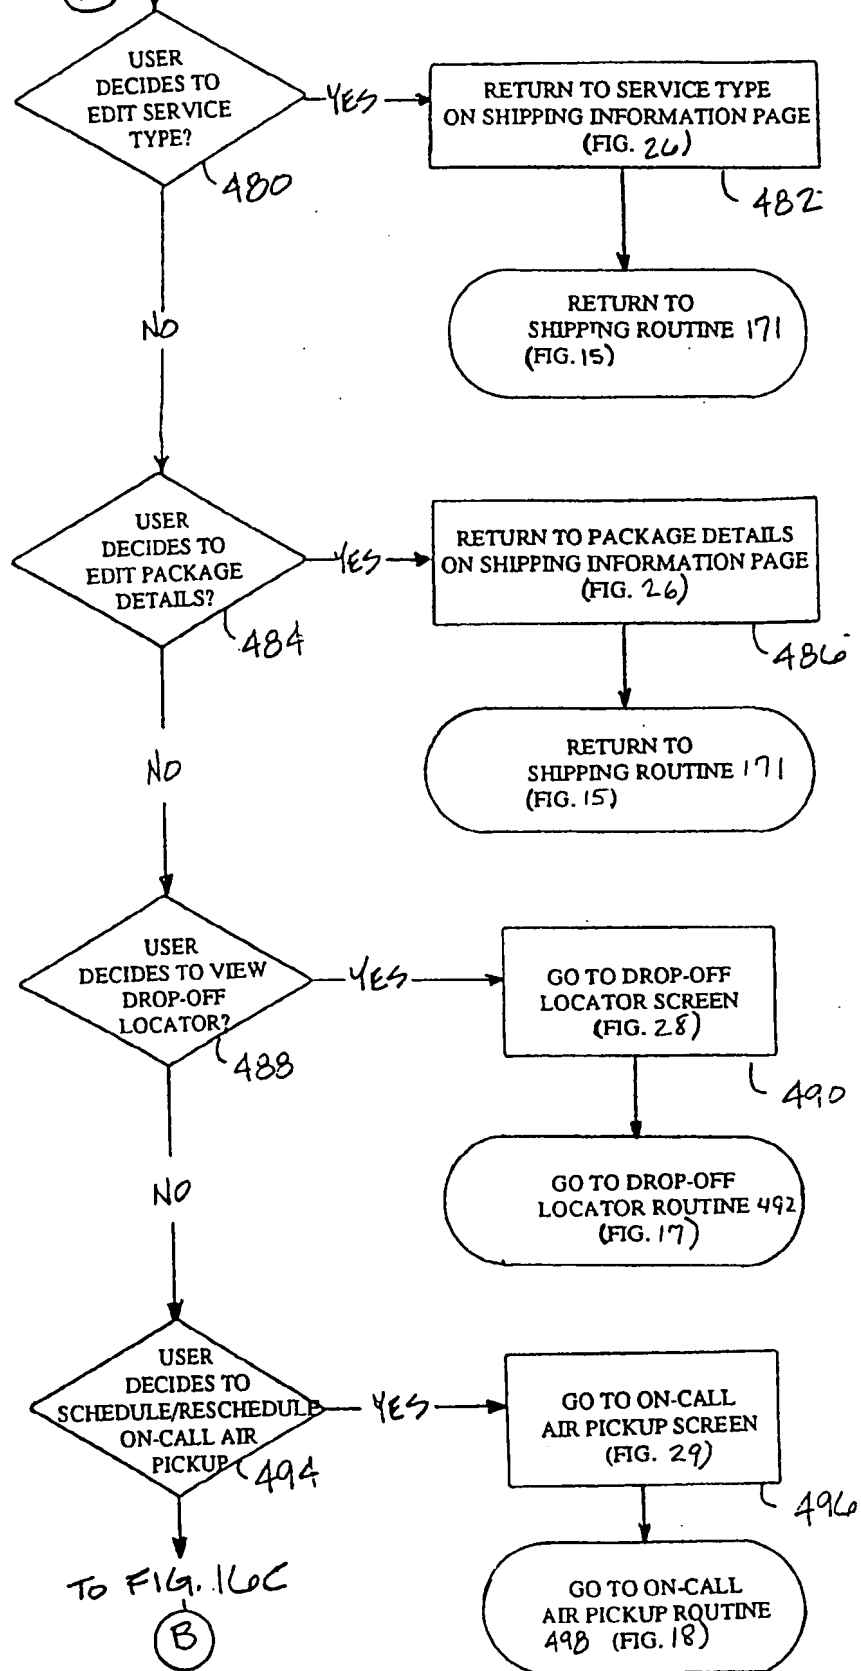 USER
DECIDES TO
EDIT SERVICE
TYPE?
480
YES
RETURN TO SERVICE TYPE
ON SHIPPING INFORMATION PAGE
(FIG. 26)
482
RETURN TO
SHIPPING ROUTINE 171
(FIG. 15)
NO
USER
DECIDES TO
EDIT PACKAGE
DETAILS?
484
YES
RETURN TO PACKAGE DETAILS
ON SHIPPING INFORMATION PAGE
(FIG. 26)
486
RETURN TO
SHIPPING ROUTINE 171
(FIG. 15)
NO
USER
DECIDES TO VIEW
DROP-OFF
LOCATOR?
488
YES
GO TO DROP-OFF
LOCATOR SCREEN
(FIG. 28)
490
GO TO DROP-OFF
LOCATOR ROUTINE 492
(FIG. 17)
NO
USER
DECIDES TO
SCHEDULE/RESCHEDULE
ON-CALL AIR
PICKUP
494
YES
GO TO ON-CALL
AIR PICKUP SCREEN
(FIG. 29)
496
GO TO ON-CALL
AIR PICKUP ROUTINE
498 (FIG. 18)
TO FIG. 16C
B